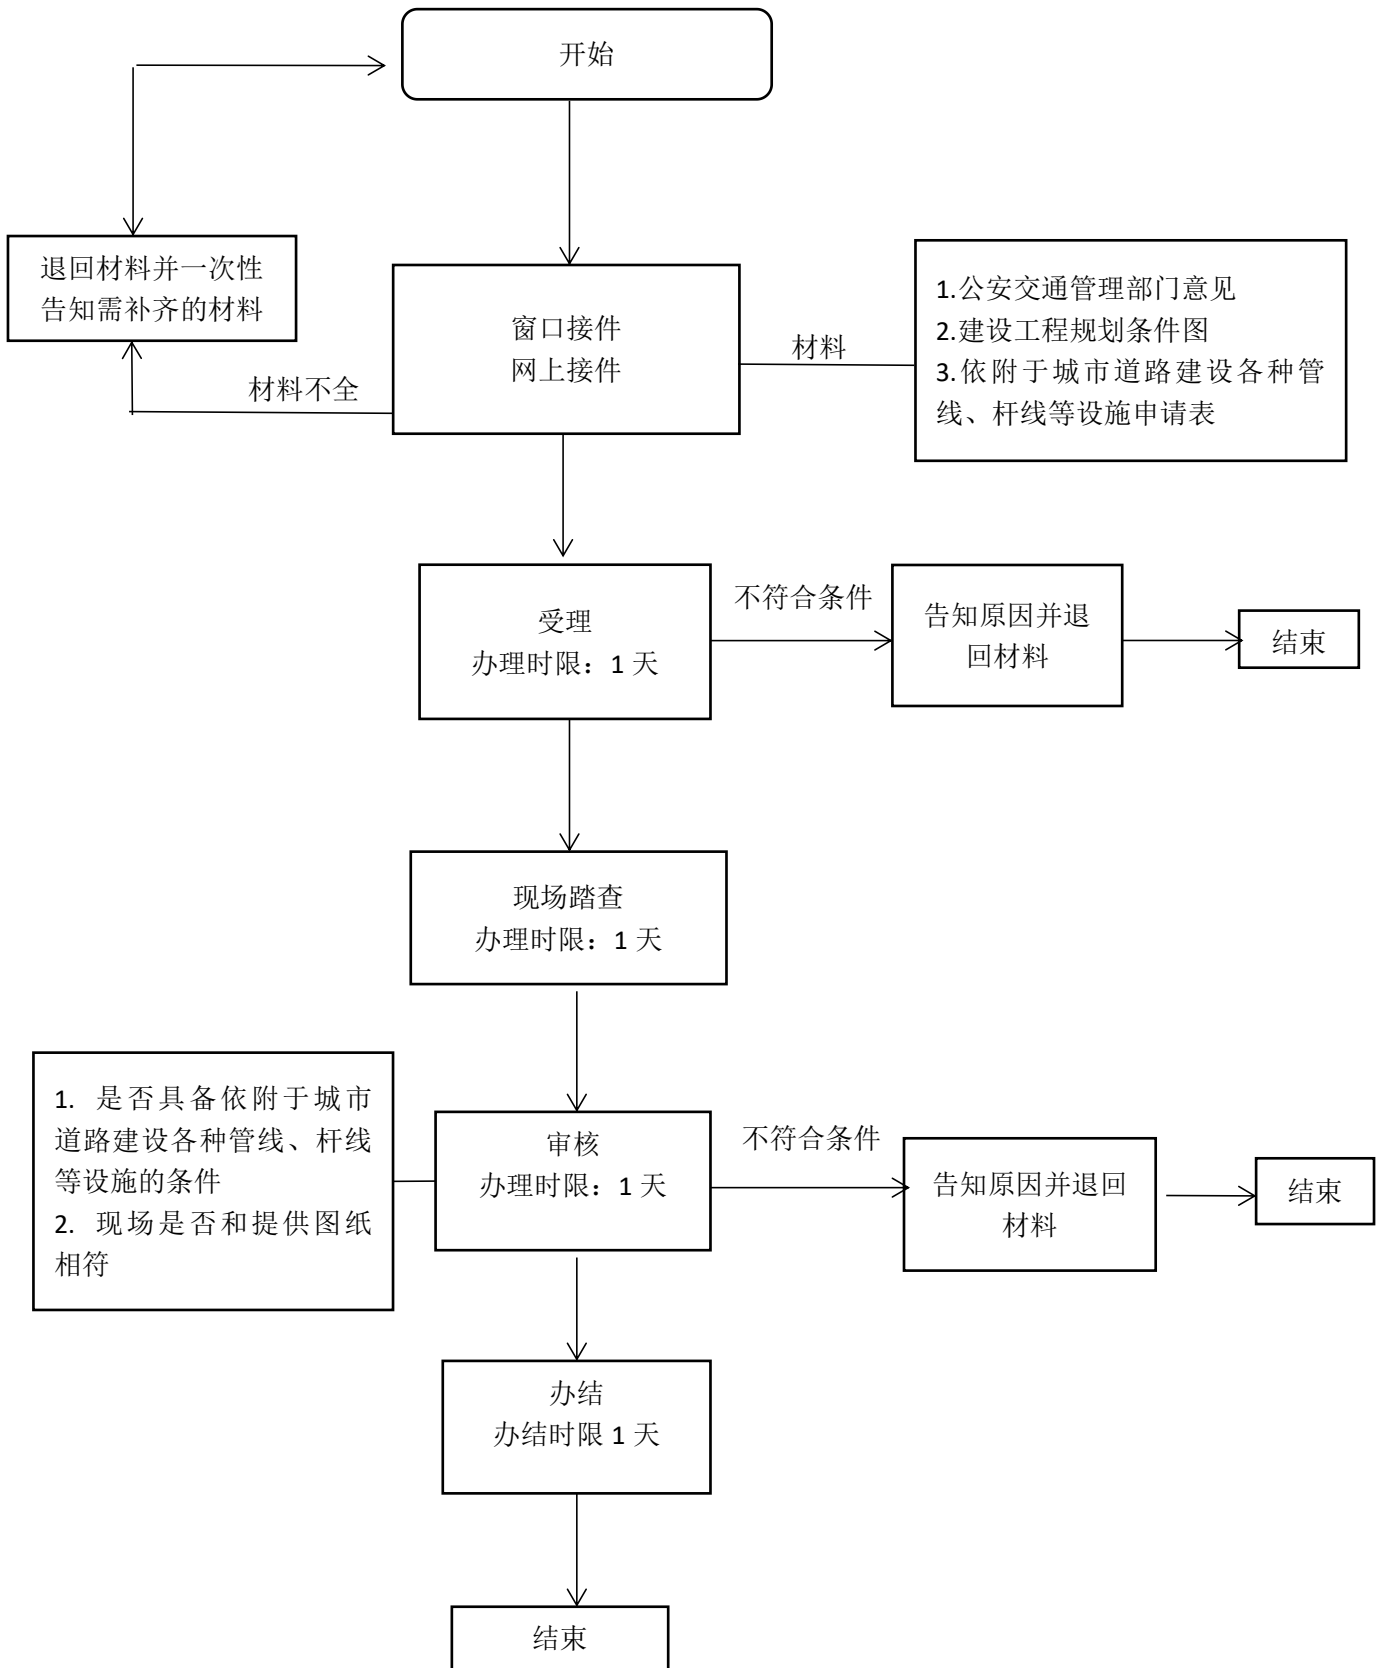 开始
退回材料并一次性
告知需补齐的材料
窗口接件
网上接件
材料
1.公安交通管理部门意见
2.建设工程规划条件图
3.依附于城市道路建设各种管
线、杆线等设施申请表
材料不全
受理
办理时限：1 天
不符合条件
告知原因并退
回材料
结束
现场踏查
办理时限：1 天
1. 是否具备依附于城市
道路建设各种管线、杆线
等设施的条件
2. 现场是否和提供图纸
相符
审核
办理时限：1 天
不符合条件
告知原因并退回
材料
结束
办结
办结时限 1 天
结束